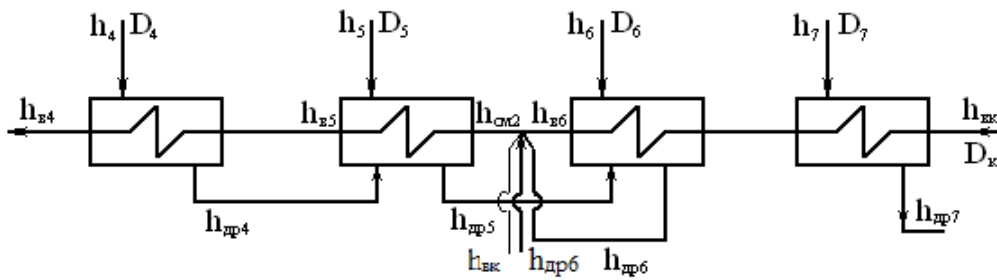 h₄ D₄ h₅ D₅ h₆ D₆ h₇ D₇
hв4 hв5 hсм2 hв6 hвк
Dк
hдр4 hдр5 hдр7
hвк hдр6 hдр6